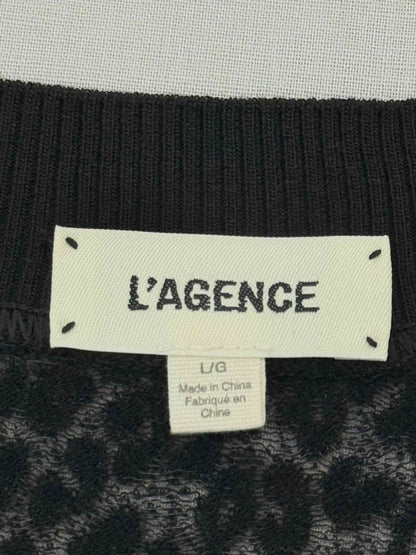 L'AGENCE
L/G
Made in China
Fabriqué en
Chine